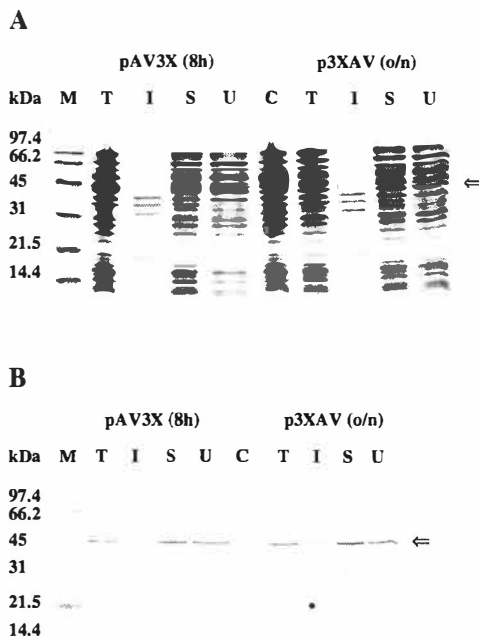 A
pAV3X (8h) p3XAV (o/n)
kDa M T I S U C T I S U
97.4
66.2
45 ⇐
31
21.5
14.4
B
pAV3X (8h) p3XAV (o/n)
kDa M T I S U C T I S U
97.4
66.2
45 ⇐
31
21.5
14.4